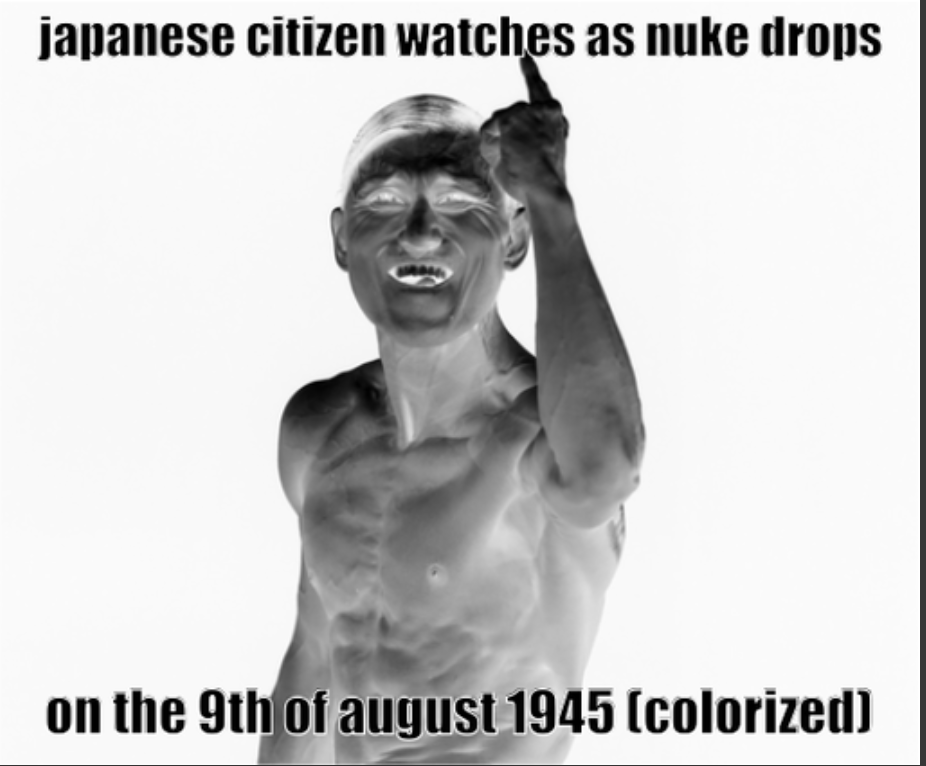 japanese citizen watches as nuke drops
on the 9th of august 1945 (colorized)